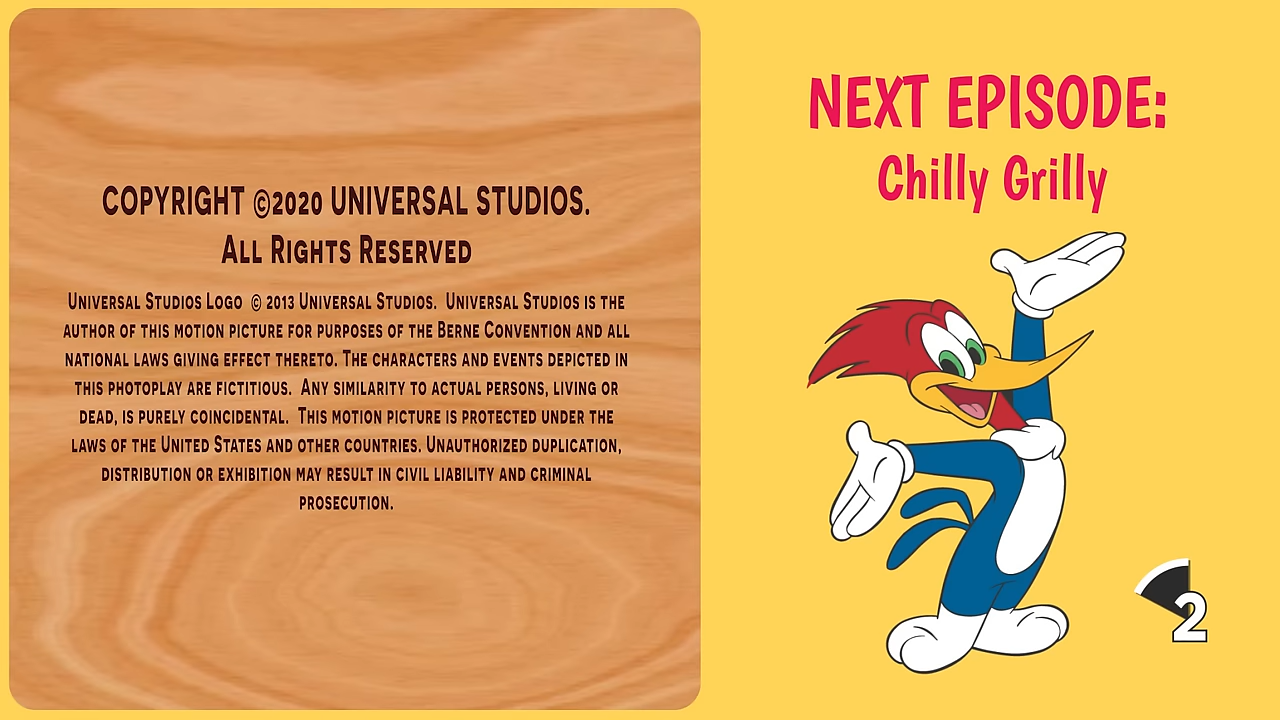 COPYRIGHT ©2020 UNIVERSAL STUDIOS.
ALL RIGHTS RESERVED
UNIVERSAL STUDIOS LOGO © 2013 UNIVERSAL STUDIOS. UNIVERSAL STUDIOS IS THE
AUTHOR OF THIS MOTION PICTURE FOR PURPOSES OF THE BERNE CONVENTION AND ALL
NATIONAL LAWS GIVING EFFECT THERETO. THE CHARACTERS AND EVENTS DEPICTED IN
THIS PHOTOPLAY ARE FICTITIOUS. ANY SIMILARITY TO ACTUAL PERSONS, LIVING OR
DEAD, IS PURELY COINCIDENTAL. THIS MOTION PICTURE IS PROTECTED UNDER THE
LAWS OF THE UNITED STATES AND OTHER COUNTRIES. UNAUTHORIZED DUPLICATION,
DISTRIBUTION OR EXHIBITION MAY RESULT IN CIVIL LIABILITY AND CRIMINAL
PROSECUTION.
NEXT EPISODE:
Chilly Grilly
2